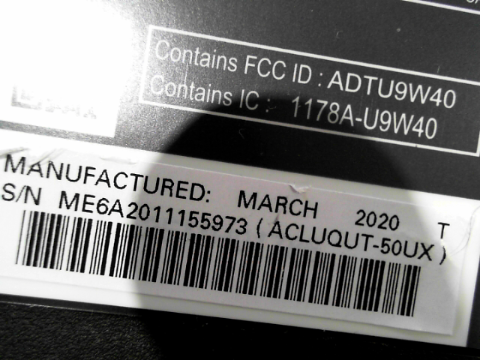 Contains FCC ID : ADTU9W40
Contains IC : 1178A-U9W40
MANUFACTURED: MARCH 2020 T
S/N ME6A2011155973 ( ACLUQUT-50UX )